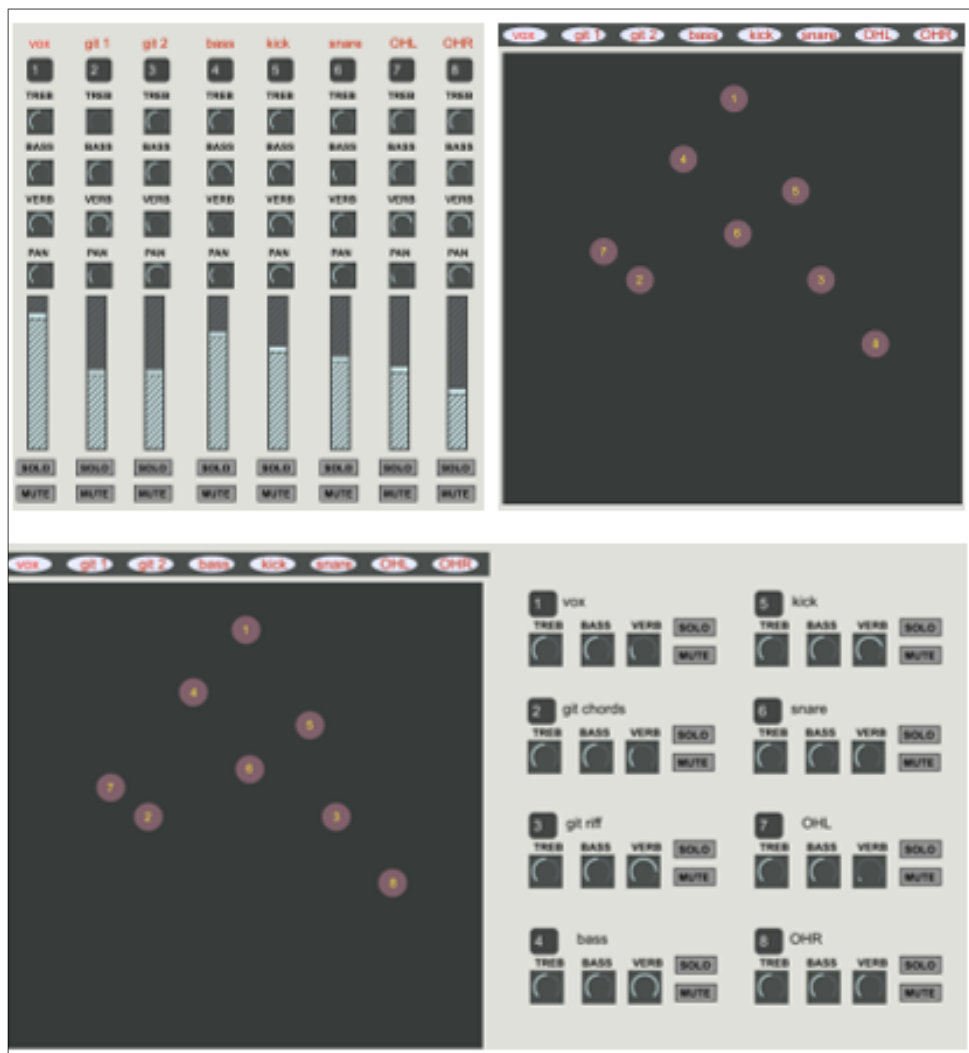 vox git 1 git 2 bass kick snare OHL OHR
1 2 3 4 5 6 7 8
TREB TREB TREB TREB TREB TREB TREB TREB
BASS BASS BASS BASS BASS BASS BASS BASS
VERB VERB VERB VERB VERB VERB VERB VERB
PAN PAN PAN PAN PAN PAN PAN PAN
SOLO SOLO SOLO SOLO SOLO SOLO SOLO SOLO
MUTE MUTE MUTE MUTE MUTE MUTE MUTE MUTE
vox git 1 git 2 bass kick snare OHL OHR
1
4
5
6
7
2 3
8
vox git 1 git 2 bass kick snare OHL OHR
1
4
5
6
7
2 3
8
1 vox
TREB BASS VERB SOLO
MUTE
5 kick
TREB BASS VERB SOLO
MUTE
2 git chords
TREB BASS VERB SOLO
MUTE
6 snare
TREB BASS VERB SOLO
MUTE
3 git riff
TREB BASS VERB SOLO
MUTE
7 OHL
TREB BASS VERB SOLO
MUTE
4 bass
TREB BASS VERB SOLO
MUTE
8 OHR
TREB BASS VERB SOLO
MUTE